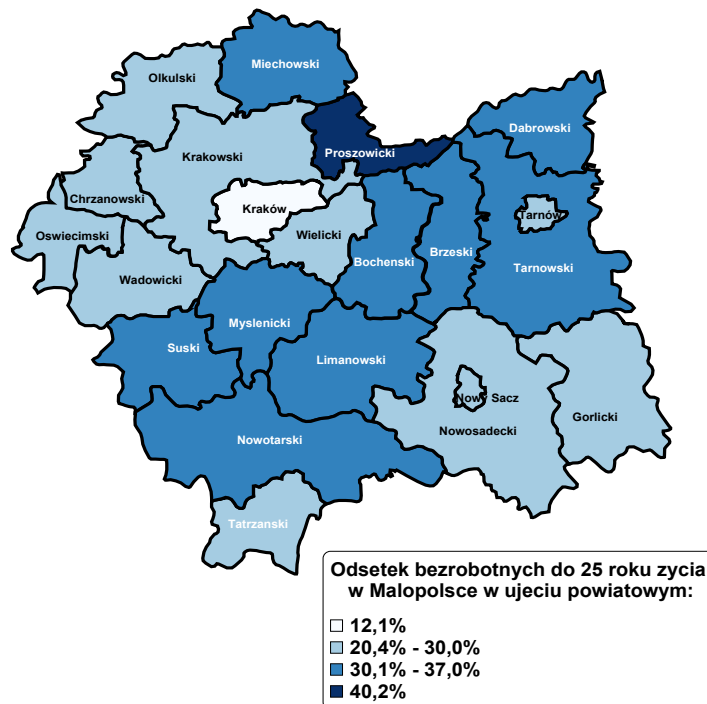 Miechowski
Olkulski
Dabrowski
Proszowicki
Krakowski
Chrzanowski
Kraków
Tarnów
Oswiecimski
Wielicki
Brzeski
Bochenski
Tarnowski
Wadowicki
Myslenicki
Suski
Limanowski
Nowy Sacz
Gorlicki
Nowosadecki
Nowotarski
Tatrzanski
Odsetek bezrobotnych do 25 roku zycia
w Malopolsce w ujeciu powiatowym:
12,1%
20,4% - 30,0%
30,1% - 37,0%
40,2%